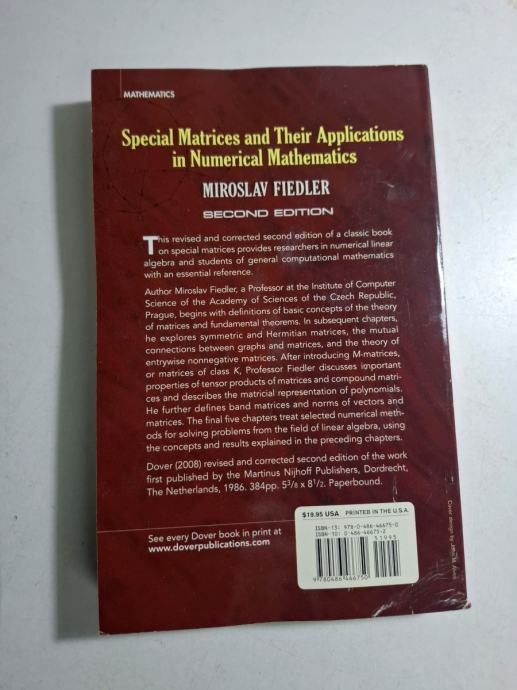 MATHEMATICS
Special Matrices and Their Applications
in Numerical Mathematics
MIROSLAV FIEDLER
SECOND EDITION
This revised and corrected second edition of a classic book
on special matrices provides researchers in numerical linear
algebra and students of general computational mathematics
with an essential reference.
Author Miroslav Fiedler, a Professor at the Institute of Computer
Science of the Academy of Sciences of the Czech Republic,
Prague, begins with definitions of basic concepts of the theory
of matrices and fundamental theorems. In subsequent chapters,
he explores symmetric and Hermitian matrices, the mutual
connections between graphs and matrices, and the theory of
entrywise nonnegative matrices. After introducing M-matrices,
or matrices of class K, Professor Fiedler discusses important
properties of tensor products of matrices and compound matri-
ces and describes the matricial representation of polynomials.
He further defines band matrices and norms of vectors and
matrices. The final five chapters treat selected numerical meth-
ods for solving problems from the field of linear algebra, using
the concepts and results explained in the preceding chapters.
Dover (2008) revised and corrected second edition of the work
first published by the Martinus Nijhoff Publishers, Dordrecht,
The Netherlands, 1986. 384pp. 5³/₈ x 8¹/₂. Paperbound.
See every Dover book in print at
www.doverpublications.com
$19.95 USA PRINTED IN THE U.S.A.
ISBN-13: 978-0-486-46675-0
ISBN-10: 0-486-46675-2
51995
9 780486 466750
Cover design by